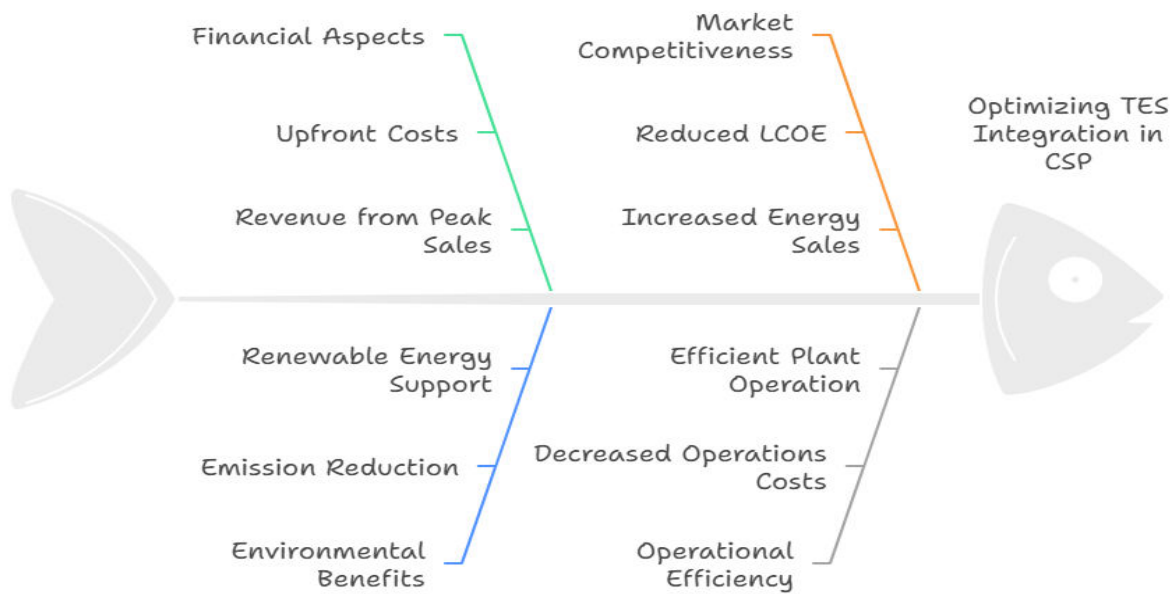 Financial Aspects
Upfront Costs
Revenue from Peak
Sales
Market
Competitiveness
Reduced LCOE
Increased Energy
Sales
Optimizing TES
Integration in
CSP
Renewable Energy
Support
Emission Reduction
Environmental
Benefits
Efficient Plant
Operation
Decreased Operations
Costs
Operational
Efficiency